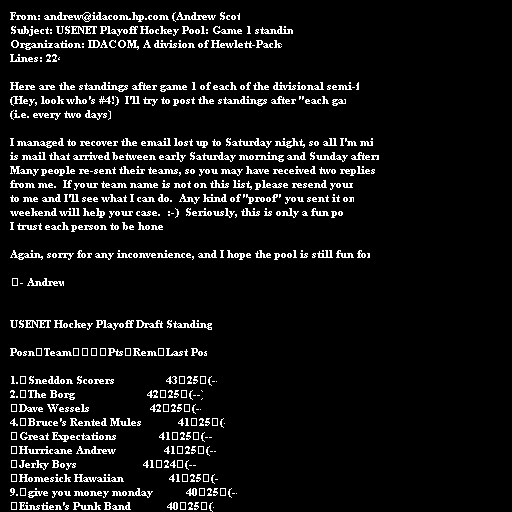 From: andrew@idacom.hp.com (Andrew Scot
Subject: USENET Playoff Hockey Pool: Game 1 standin
Organization: IDACOM, A division of Hewlett-Pack
Lines: 22
Here are the standings after game 1 of each of the divisional semi-f
(Hey, look who's #4!)  I'll try to post the standings after "each ga
(i.e. every two days)
I managed to recover the email lost up to Saturday night, so all I'm mi
is mail that arrived between early Saturday morning and Sunday after
Many people re-sent their teams, so you may have received two replies
from me.  If your team name is not on this list, please resend your
to me and I'll see what I can do.  Any kind of "proof" you sent it on
weekend will help your case.  :-)  Seriously, this is only a fun po
I trust each person to be hone
Again, sorry for any inconvenience, and I hope the pool is still fun for
□- Andrew
USENET Hockey Playoff Draft Standing
Posn□Team□□□□Pts□Rem□Last Pos
1.□Sneddon Scorers 43□25□(--
2.□The Borg 42□25□(--)
□Dave Wessels 42□25□(--
4.□Bruce's Rented Mules 41□25□(-
□Great Expectations 41□25□(--
□Hurricane Andrew 41□25□(--
□Jerky Boys 41□24□(--
□Homesick Hawaiian 41□25□(-
9.□give you money monday 40□25□(--
□Einstien's Punk Band 40□25□(-